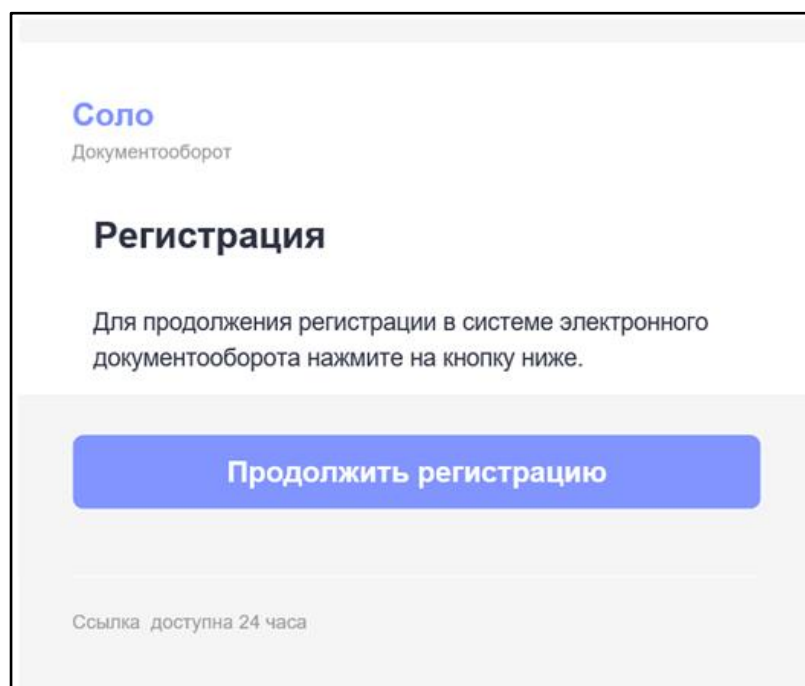 Соло
Документооборот
Регистрация
Для продолжения регистрации в системе электронного
документооборота нажмите на кнопку ниже.
Продолжить регистрацию
Ссылка доступна 24 часа